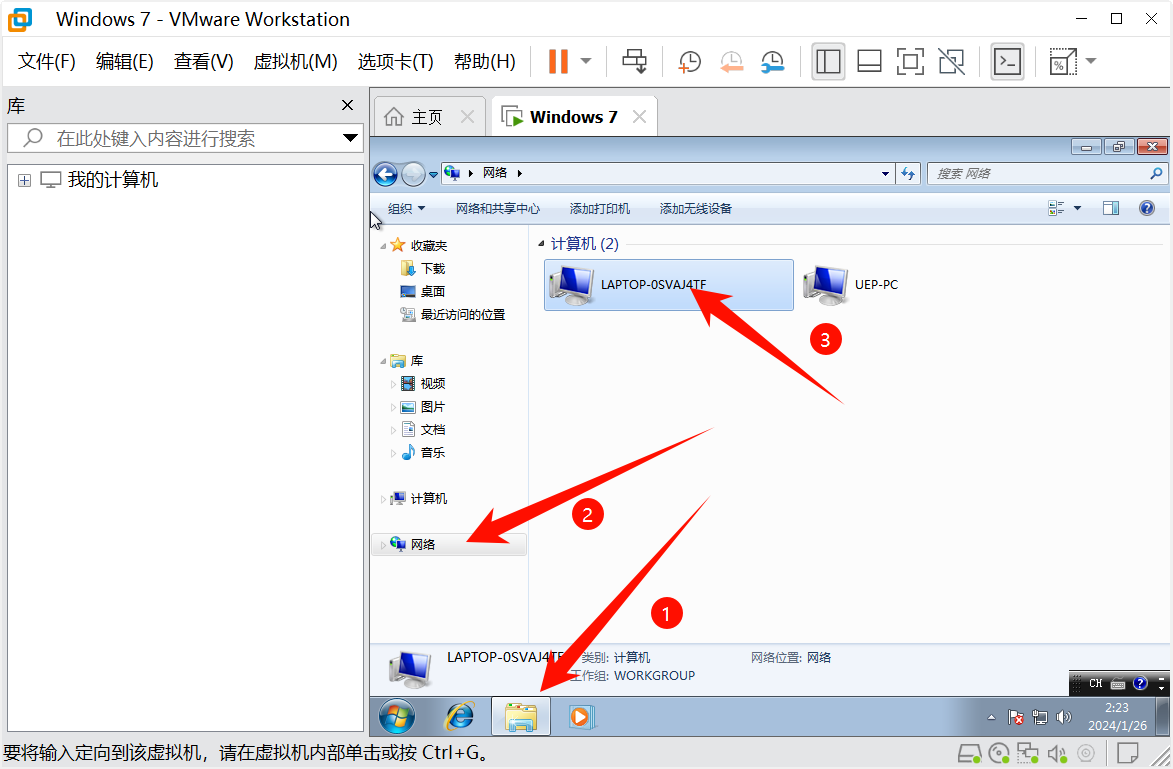 Windows 7 - VMware Workstation
文件(F) 编辑(E) 查看(V) 虚拟机(M) 选项卡(T) 帮助(H)
库
在此处键入内容进行搜索
我的计算机
主页 Windows 7
网络
搜索 网络
组织 网络和共享中心 添加打印机 添加无线设备
收藏夹
下载
桌面
最近访问的位置
库
视频
图片
文档
音乐
计算机
网络
计算机 (2)
LAPTOP-0SVAJ4TF UEP-PC
3
2
1
LAPTOP-0SVAJ4TF 类别: 计算机 网络位置: 网络
工作组: WORKGROUP
CH
2:23
2024/1/26
要将输入定向到该虚拟机，请在虚拟机内部单击或按 Ctrl+G。